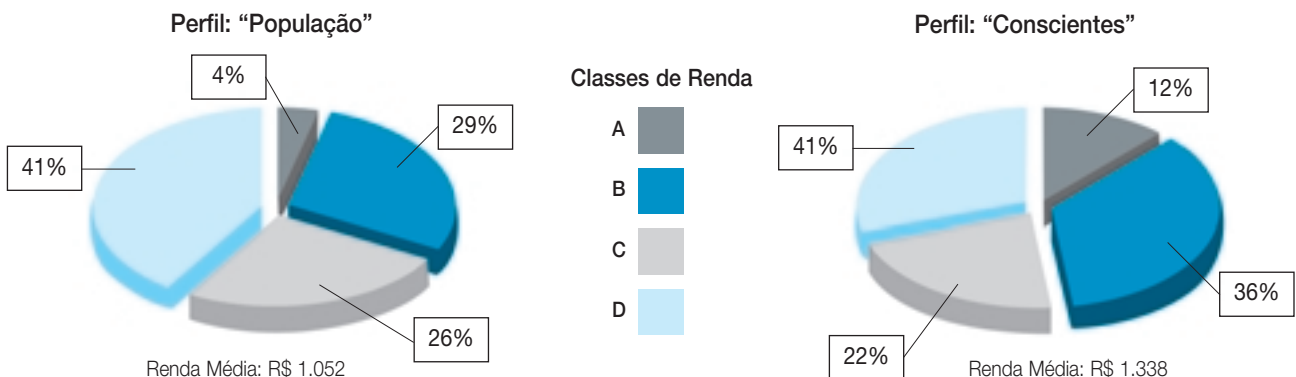 Perfil: “População”
4%
29%
41%
26%
Renda Média: R$ 1.052
Classes de Renda
A
B
C
D
Perfil: “Conscientes”
12%
41%
36%
22%
Renda Média: R$ 1.338